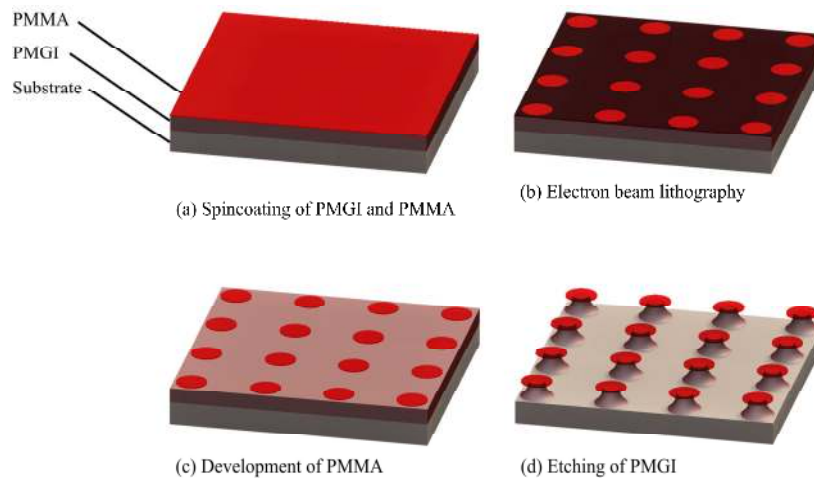 PMMA
PMGI
Substrate
(a) Spincoating of PMGI and PMMA
(b) Electron beam lithography
(c) Development of PMMA
(d) Etching of PMGI